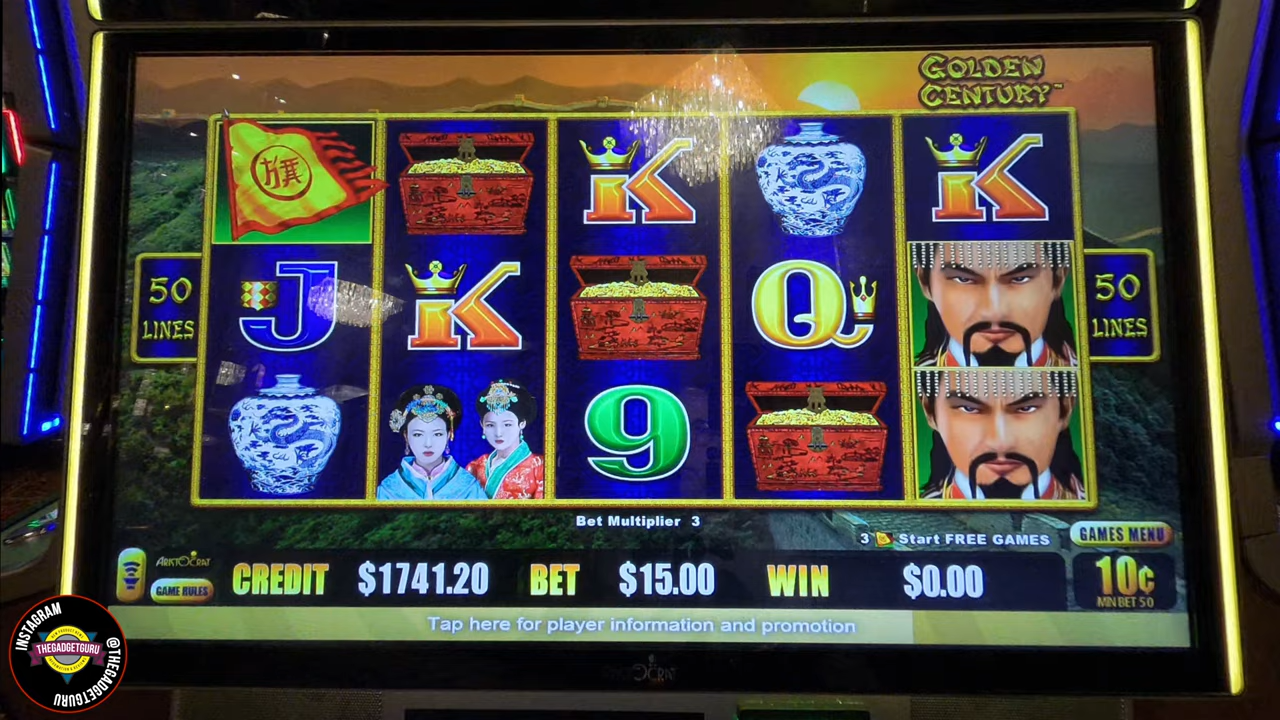 GOLDEN
CENTURY™
旗
K
K
J
K
Q
9
50
LINES
50
LINES
Bet Multiplier 3
3 Start FREE GAMES
GAMES MENU
ARISTOCRAT
GAME RULES
CREDIT $1741.20 BET $15.00 WIN $0.00
10¢
MIN BET 50
Tap here for player information and promotion
ARISTOCRAT
INSTAGRAM
THEGADGETGURU
@THEGADGETGURU